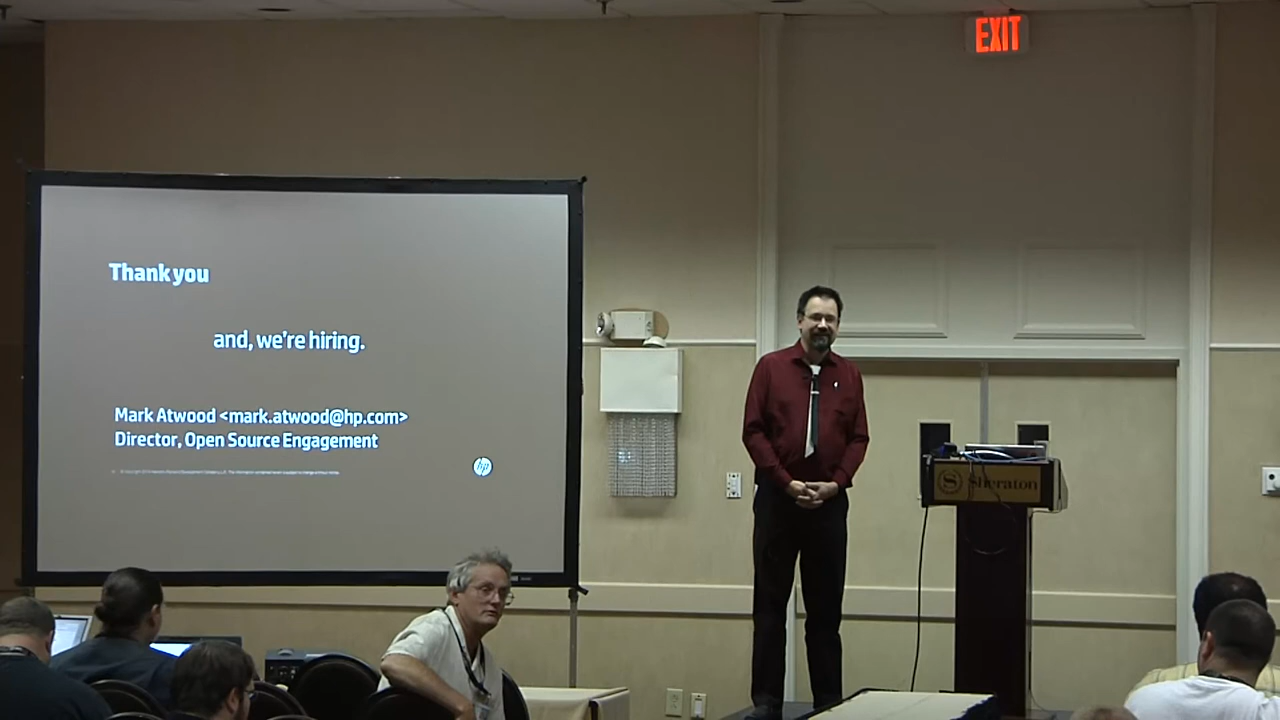 EXIT
Thank you
and, we're hiring.
Mark Atwood <mark.atwood@hp.com>
Director, Open Source Engagement
hp
S Sheraton